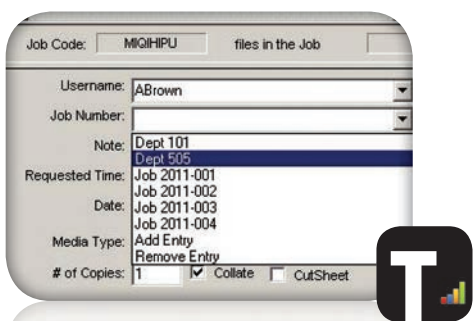 Job Code: MIQIHIPU files in the Job
Username: ABrown
Job Number:
Note: Dept 101
Dept 505
Requested Time: Job 2011-001
Job 2011-002
Date: Job 2011-003
Job 2011-004
Media Type: Add Entry
Remove Entry
# of Copies: 1 Collate CutSheet
T